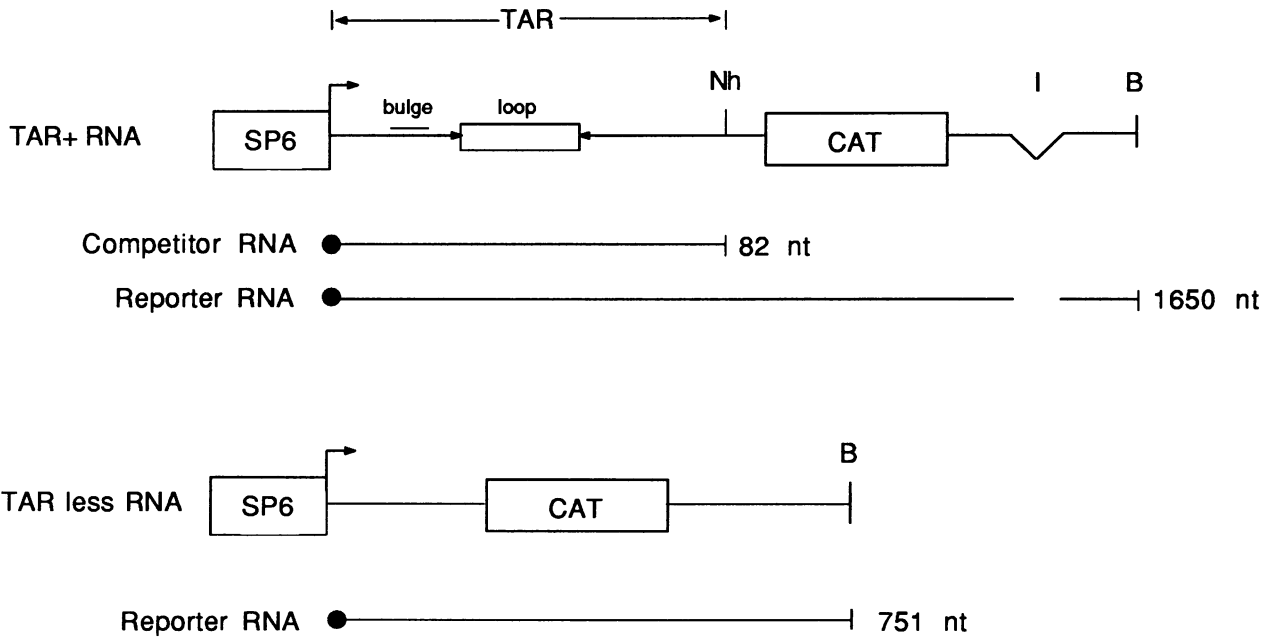 TAR
Nh I B
bulge loop
TAR+ RNA SP6 CAT
Competitor RNA 82 nt
Reporter RNA 1650 nt
B
TAR less RNA SP6 CAT
Reporter RNA 751 nt